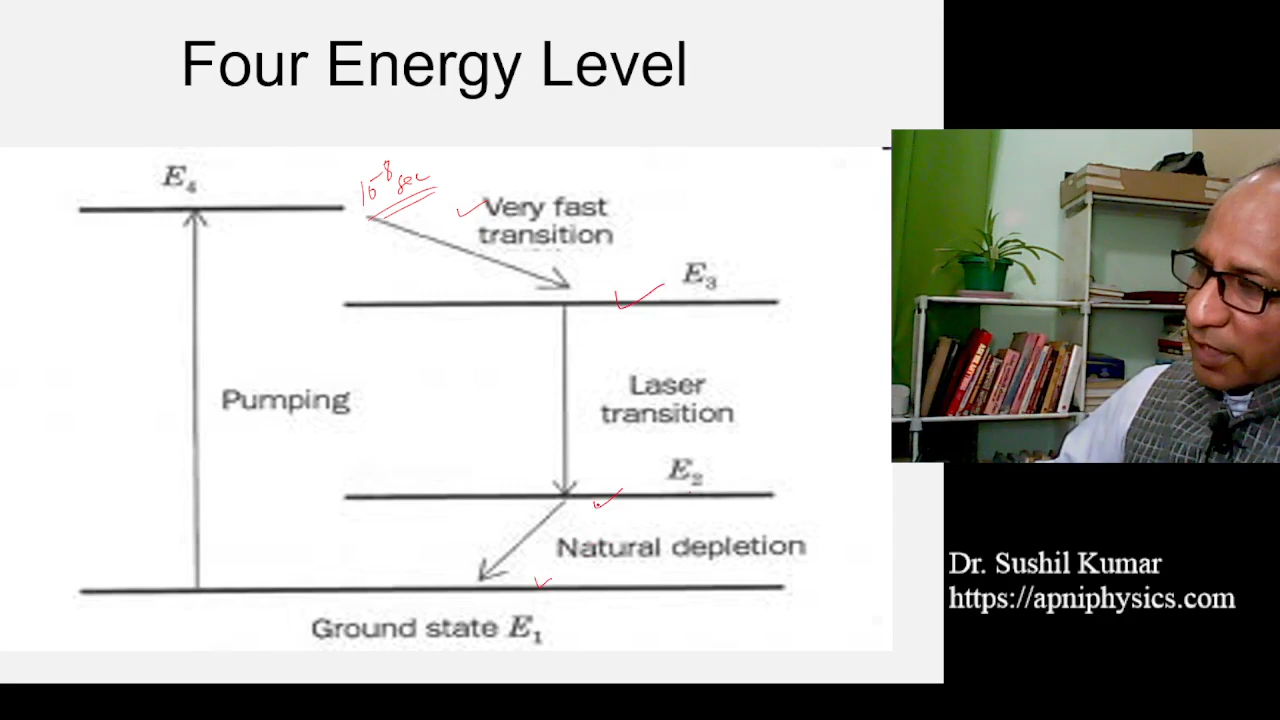 Four Energy Level
E₄
10⁻⁸ sec
Very fast
transition
E₃
Pumping
Laser
transition
E₂
Natural depletion
Ground state E₁
Dr. Sushil Kumar
https://apniphysics.com